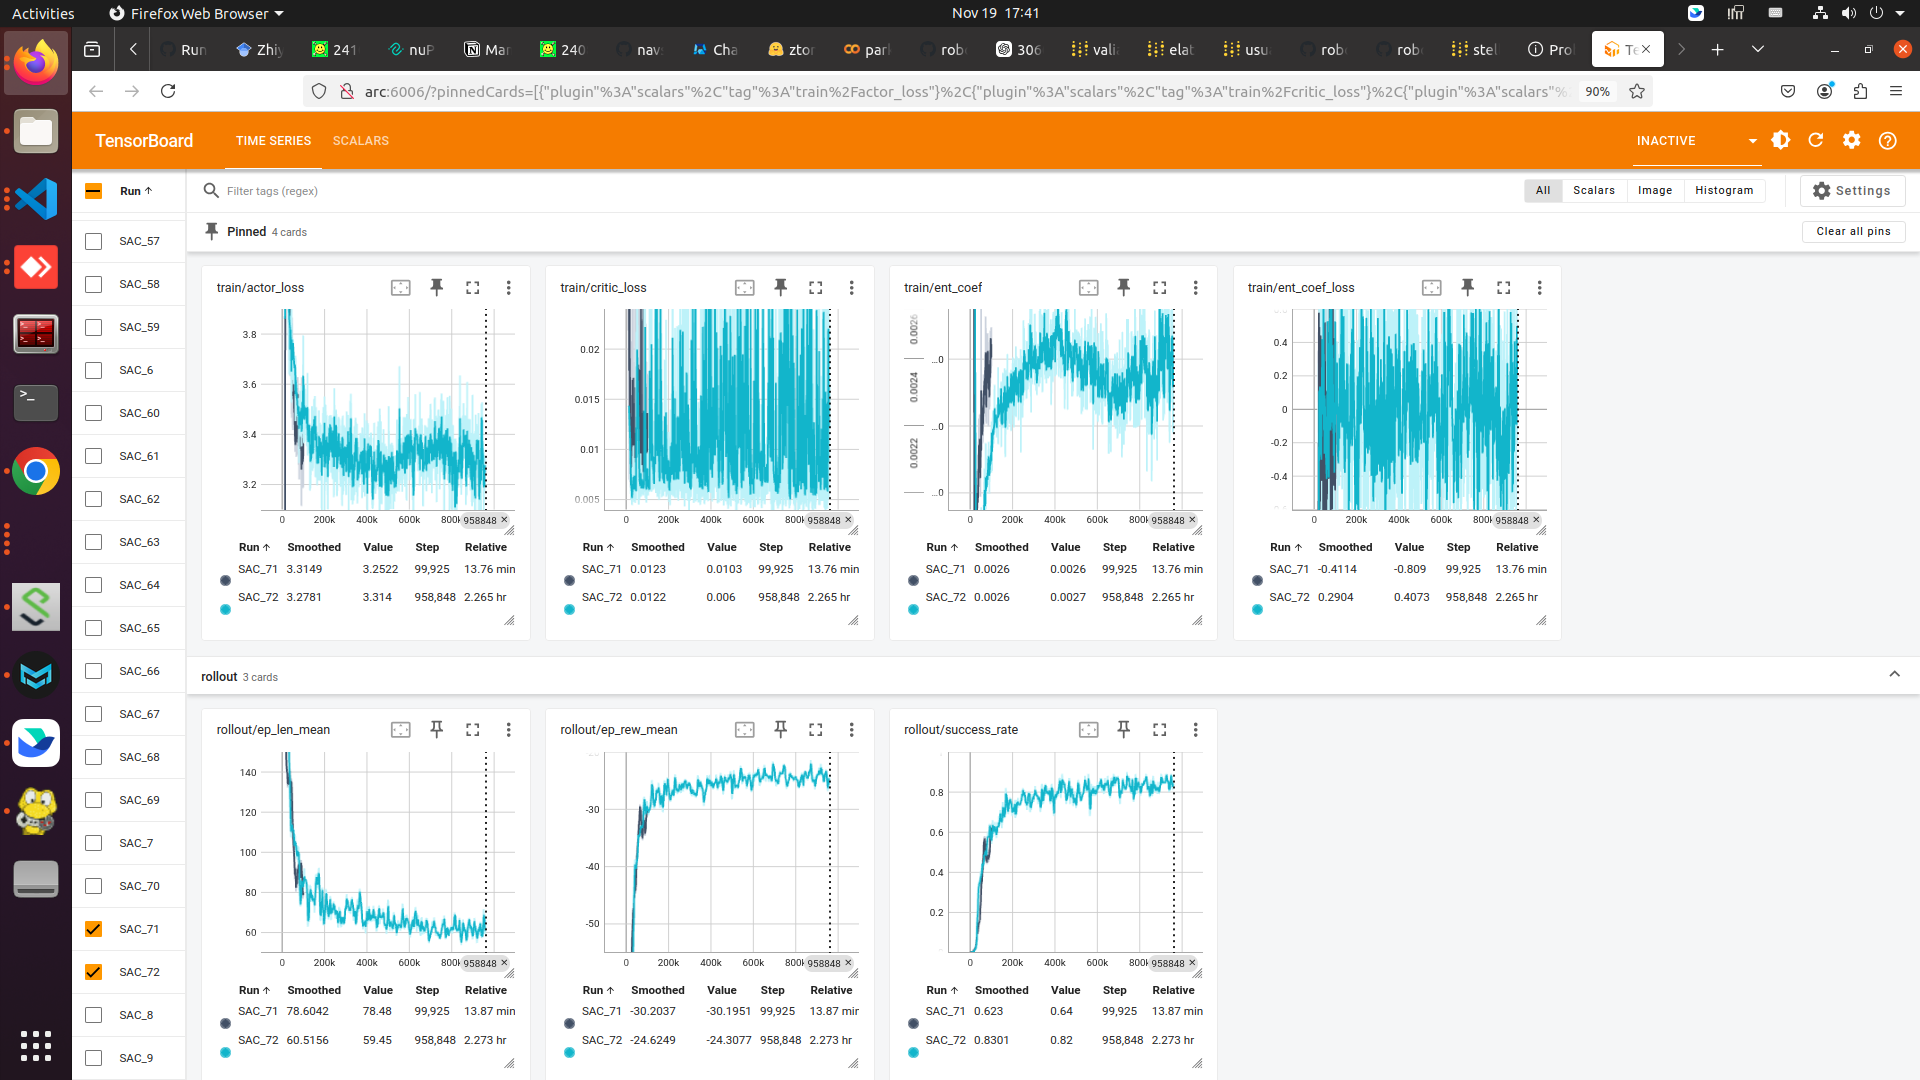 Activities Firefox Web Browser Nov 19 17:41
Run Zhiy 241 nuP Mar 240 navs Cha ztor park rob 306 vali elat usu robo robo stel Pro Te
arc:6006/?pinnedCards=[{"plugin"%3A"scalars"%2C"tag"%3A"train%2Factor_loss"}%2C{"plugin"%3A"scalars"%2C"tag"%3A"train%2Fcritic_loss"}%2C{"plugin"%3A"scalars"% 90%
TensorBoard TIME SERIES SCALARS INACTIVE
Run ↑ Filter tags (regex) All Scalars Image Histogram Settings
Pinned 4 cards Clear all pins
SAC_57
SAC_58
SAC_59
SAC_6
SAC_60
SAC_61
SAC_62
SAC_63
SAC_64
SAC_65
SAC_66
SAC_67
SAC_68
SAC_69
SAC_7
SAC_70
SAC_71
SAC_72
SAC_8
SAC_9
train/actor_loss
3.8
3.6
3.4
3.2
0 200k 400k 600k 800k 958848 ✕
Run ↑ Smoothed Value Step Relative
SAC_71 3.3149 3.2522 99,925 13.76 min
SAC_72 3.2781 3.314 958,848 2.265 hr
train/critic_loss
0.02
0.015
0.01
0.005
0 200k 400k 600k 800k 958848 ✕
Run ↑ Smoothed Value Step Relative
SAC_71 0.0123 0.0103 99,925 13.76 min
SAC_72 0.0122 0.006 958,848 2.265 hr
train/ent_coef
0.0026
...0
0.0024
...0
0.0022
...0
0 200k 400k 600k 800k 958848 ✕
Run ↑ Smoothed Value Step Relative
SAC_71 0.0026 0.0026 99,925 13.76 min
SAC_72 0.0026 0.0027 958,848 2.265 hr
train/ent_coef_loss
0.4
0.2
0
-0.2
-0.4
0 200k 400k 600k 800k 958848 ✕
Run ↑ Smoothed Value Step Relative
SAC_71 -0.4114 -0.809 99,925 13.76 min
SAC_72 0.2904 0.4073 958,848 2.265 hr
rollout 3 cards
rollout/ep_len_mean
140
120
100
80
60
0 200k 400k 600k 800k 958848 ✕
Run ↑ Smoothed Value Step Relative
SAC_71 78.6042 78.48 99,925 13.87 min
SAC_72 60.5156 59.45 958,848 2.273 hr
rollout/ep_rew_mean
-30
-40
-50
0 200k 400k 600k 800k 958848 ✕
Run ↑ Smoothed Value Step Relative
SAC_71 -30.2037 -30.1951 99,925 13.87 min
SAC_72 -24.6249 -24.3077 958,848 2.273 hr
rollout/success_rate
0.8
0.6
0.4
0.2
0 200k 400k 600k 800k 958848 ✕
Run ↑ Smoothed Value Step Relative
SAC_71 0.623 0.64 99,925 13.87 min
SAC_72 0.8301 0.82 958,848 2.273 hr